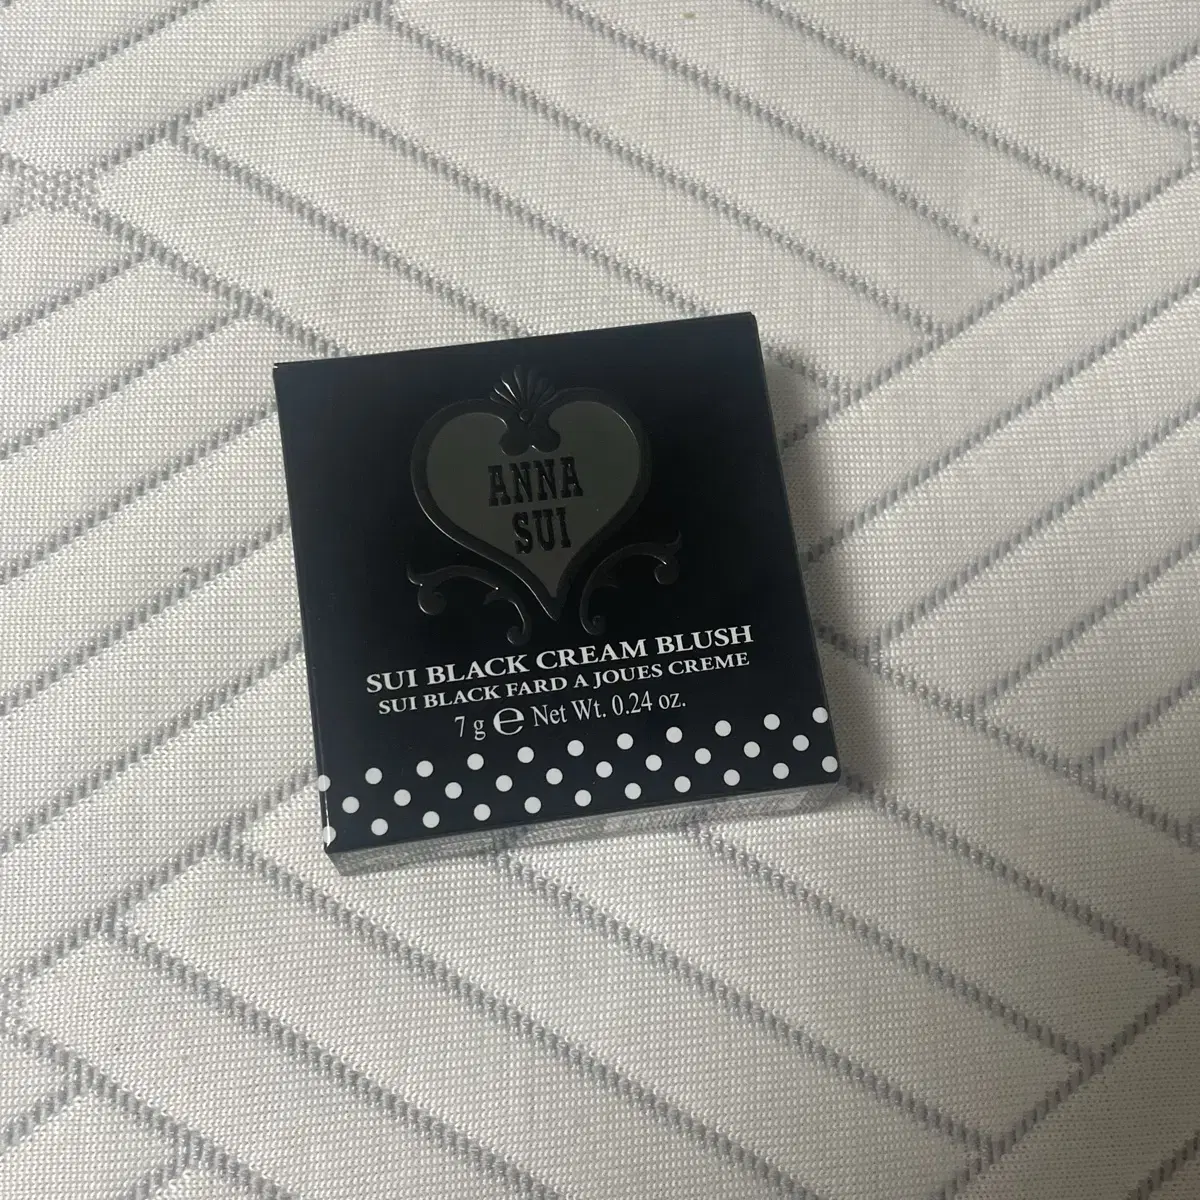 ANNA
SUI
SUI BLACK CREAM BLUSH
SUI BLACK FARD A JOUES CREME
7 g ℮ Net Wt. 0.24 oz.